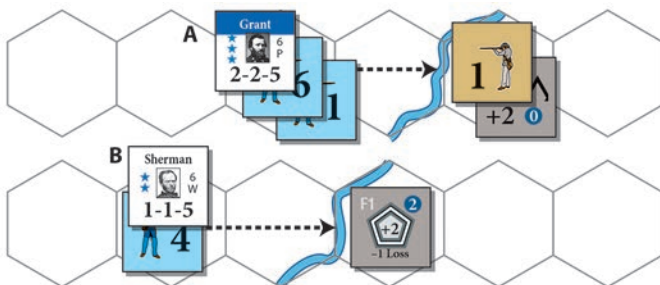 A
Grant
6
P
2-2-5
6
1
1
+2 0
B
Sherman
6
W
1-1-5
4
F1 2
+2
-1 Loss